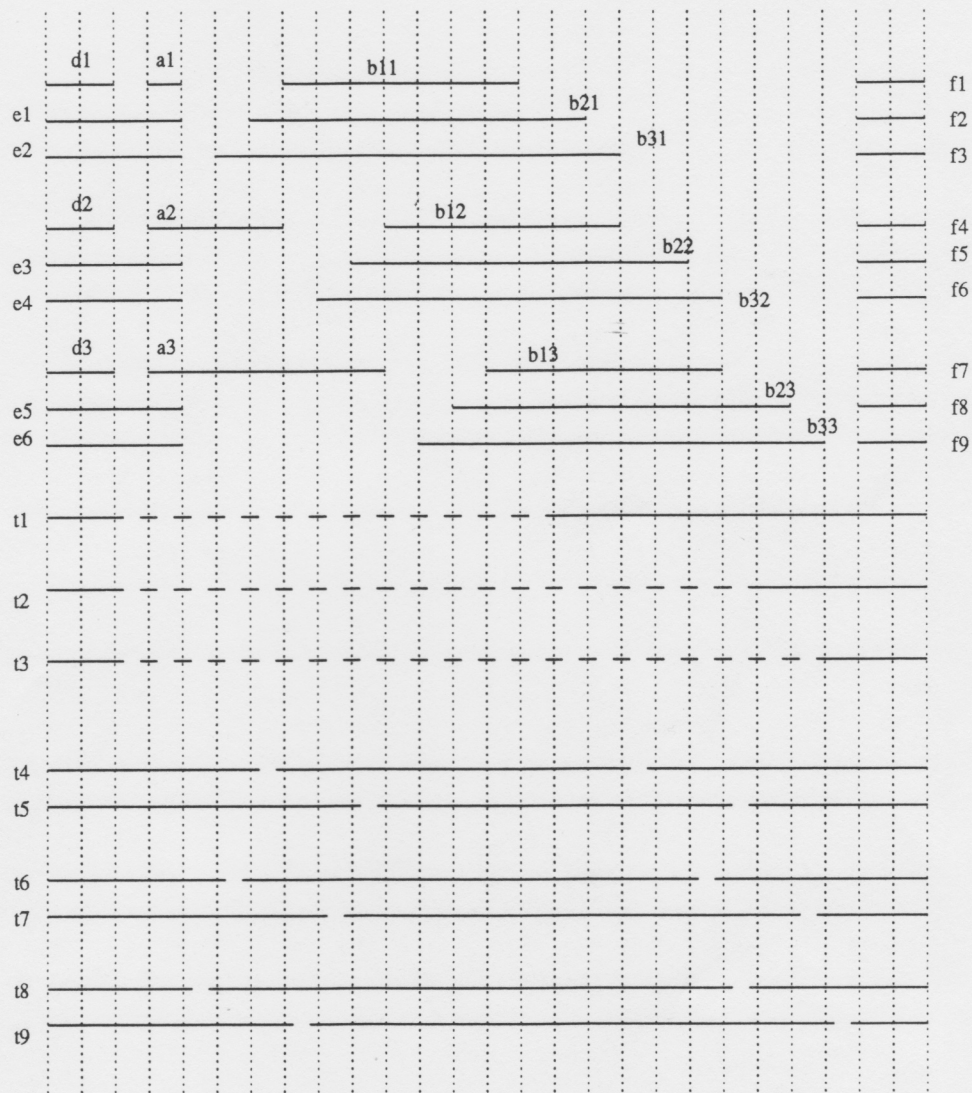 d1 a1 b11 f1
e1 b21 f2
e2 b31 f3
d2 a2 b12 f4
e3 b22 f5
e4 b32 f6
d3 a3 b13 f7
e5 b23 f8
e6 b33 f9
t1
t2
t3
t4
t5
t6
t7
t8
t9